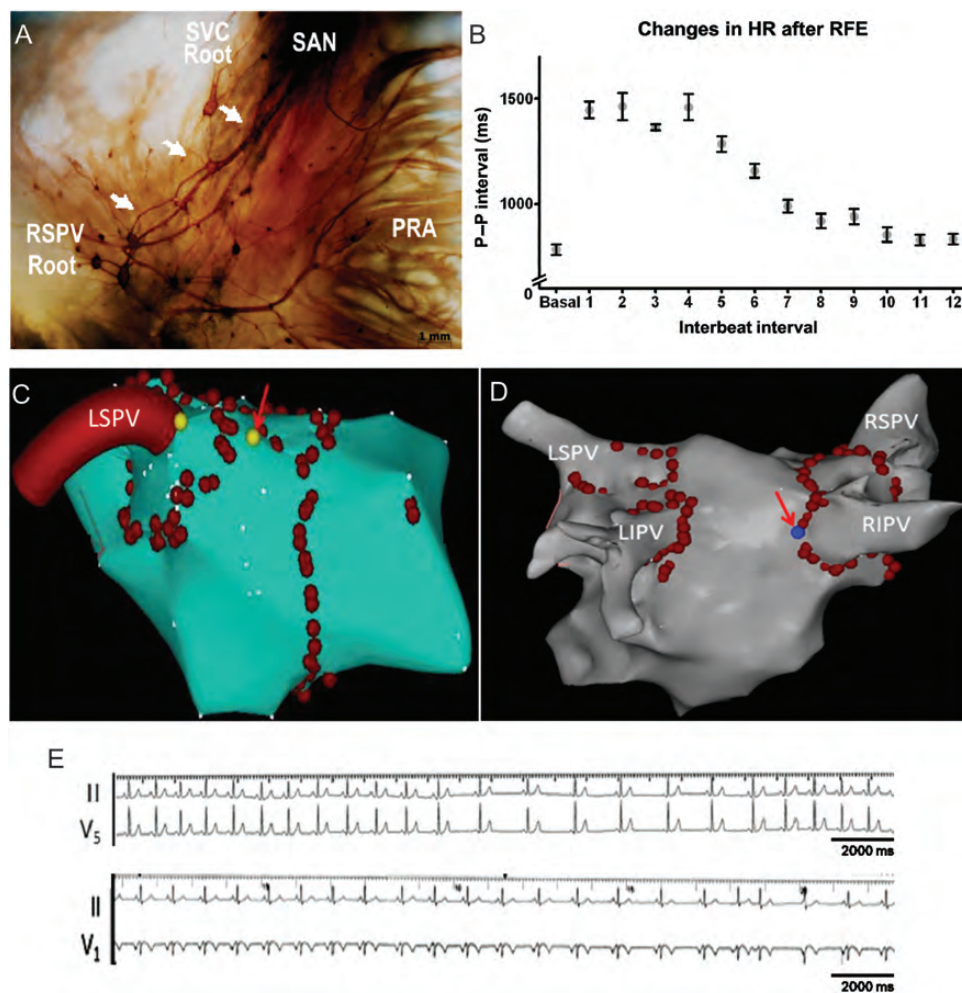 A
SVC
Root
SAN
RSPV
Root
PRA
1 mm
B
Changes in HR after RFE
P–P interval (ms)
1500
1000
0
Basal 1 2 3 4 5 6 7 8 9 10 11 12
Interbeat interval
C
LSPV
D
LSPV
RSPV
LIPV
RIPV
E
II
V5
2000 ms
II
V1
2000 ms